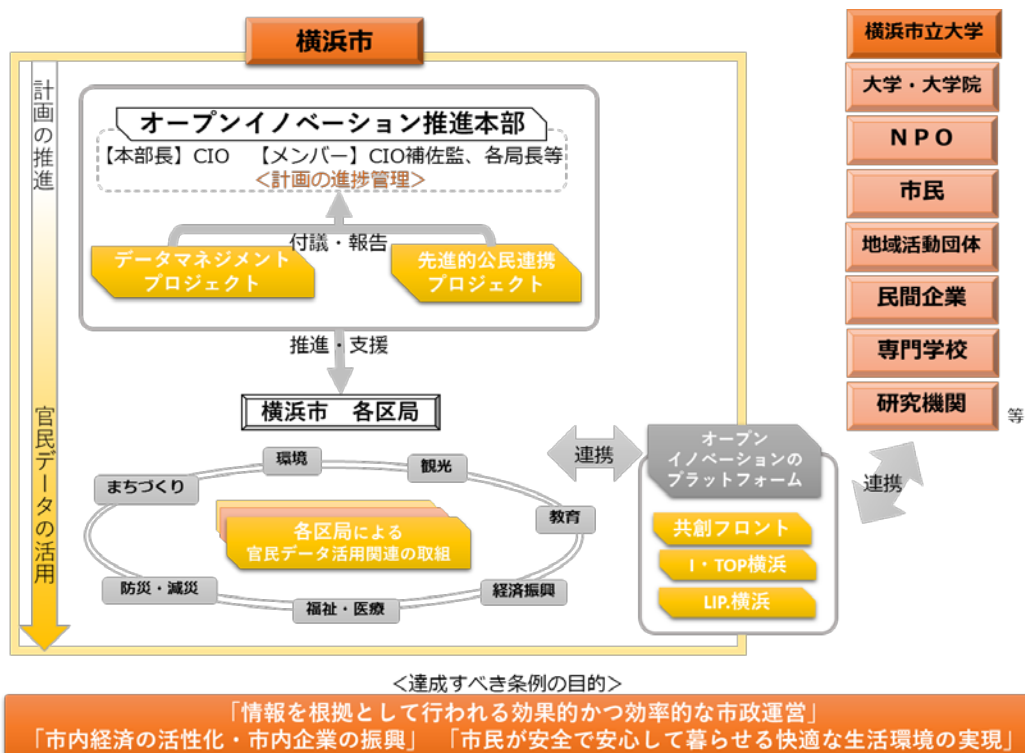 横浜市
計画の推進
官民データの活用
オープンイノベーション推進本部
【本部長】CIO 【メンバー】CIO補佐監、各局長等
<計画の進捗管理>
付議・報告
データマネジメント
プロジェクト
先進的公民連携
プロジェクト
推進・支援
横浜市 各区局
環境
観光
まちづくり
教育
各区局による
官民データ活用関連の取組
防災・減災
福祉・医療
経済振興
連携
オープン
イノベーションの
プラットフォーム
共創フロント
I・TOP横浜
LIP.横浜
連携
横浜市立大学
大学・大学院
ＮＰＯ
市民
地域活動団体
民間企業
専門学校
研究機関
等
<達成すべき条例の目的>
「情報を根拠として行われる効果的かつ効率的な市政運営」
「市内経済の活性化・市内企業の振興」 「市民が安全で安心して暮らせる快適な生活環境の実現」